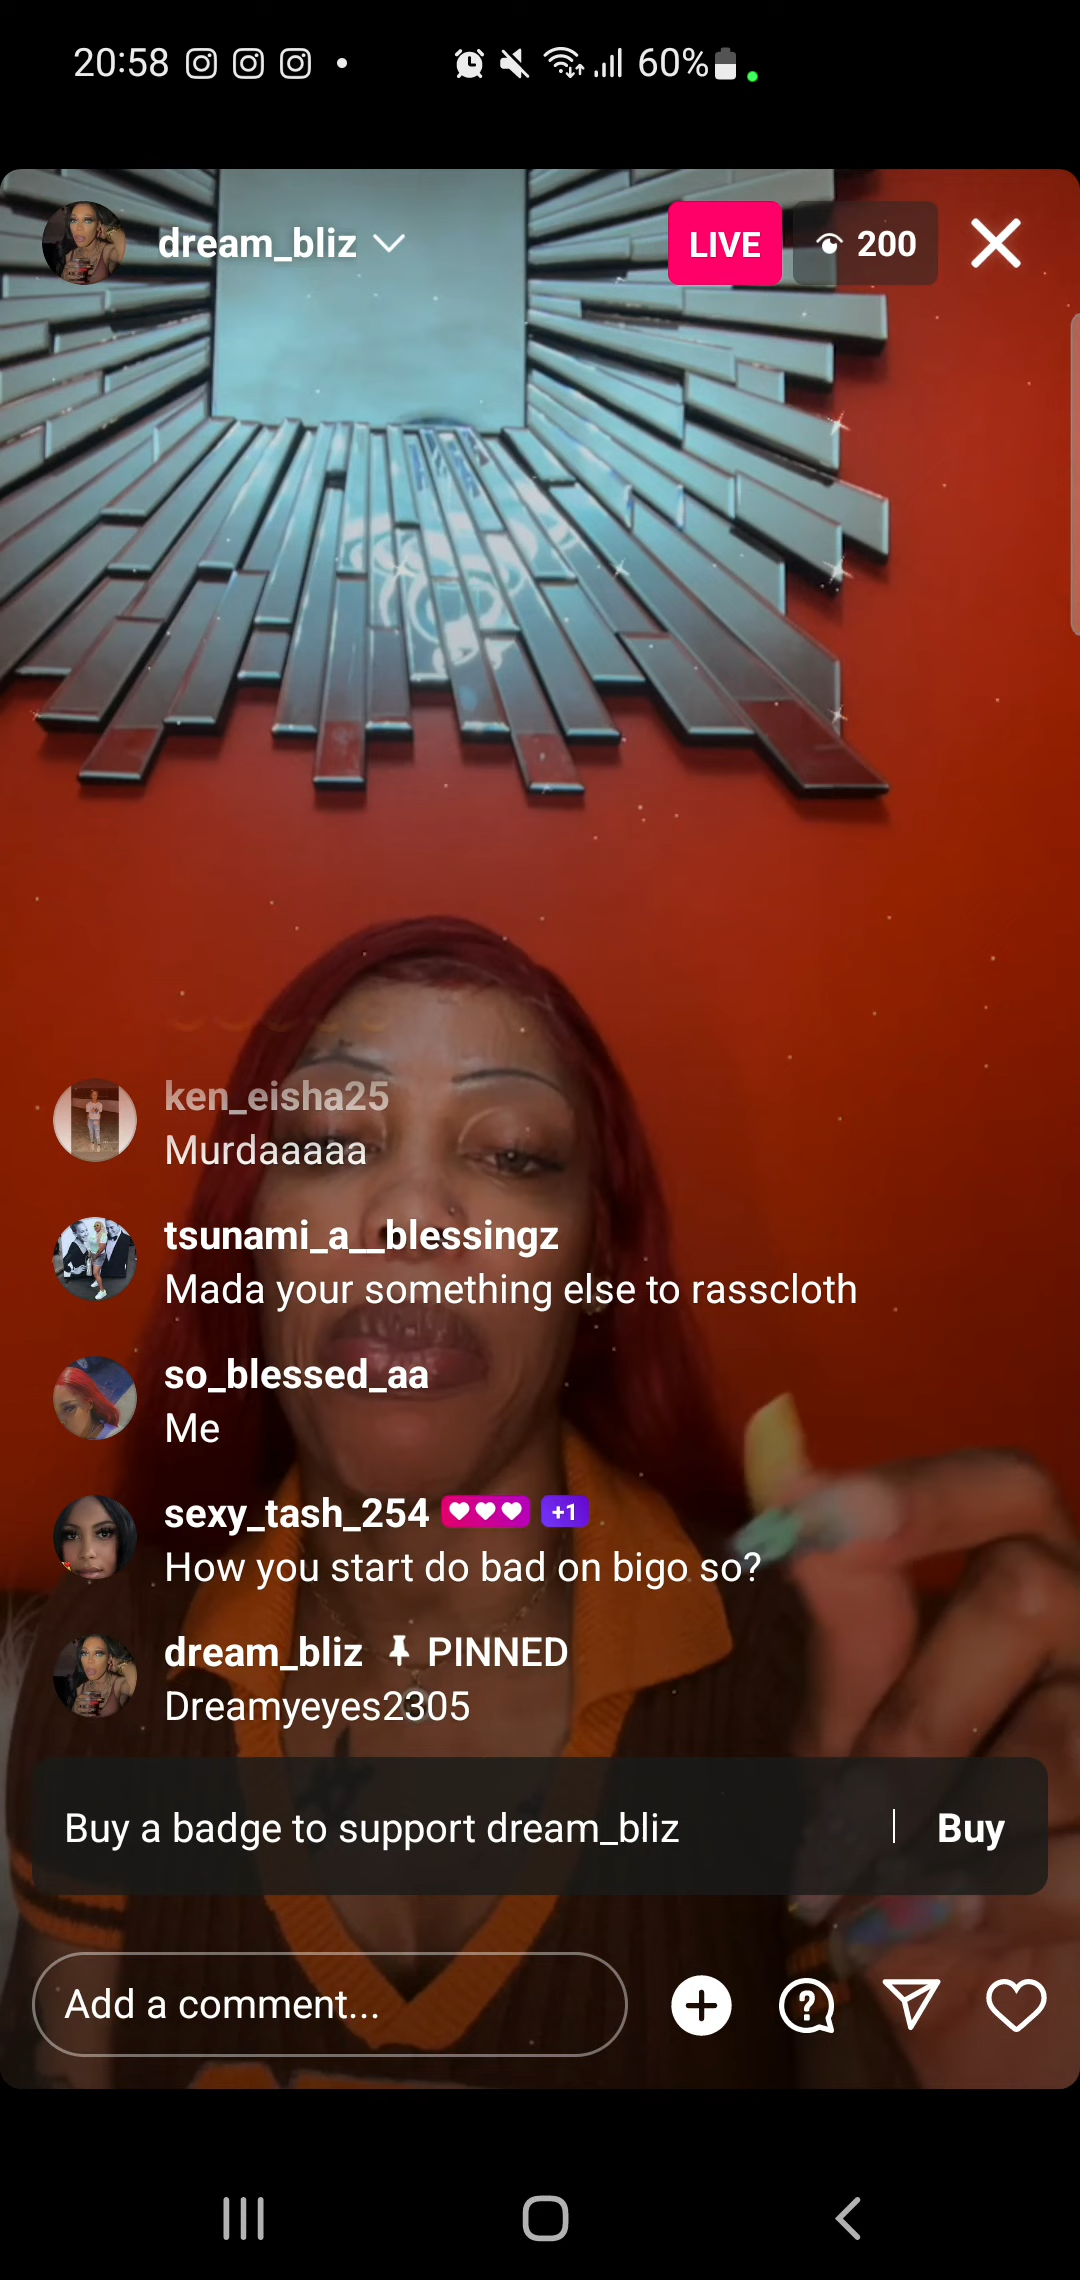 20:58
60%
dream_bliz
LIVE
200
ken_eisha25
Murdaaaaa
tsunami_a__blessingz
Mada your something else to rasscloth
so_blessed_aa
Me
sexy_tash_254 +1
How you start do bad on bigo so?
dream_bliz PINNED
Dreamyeyes2305
Buy a badge to support dream_bliz | Buy
Add a comment...